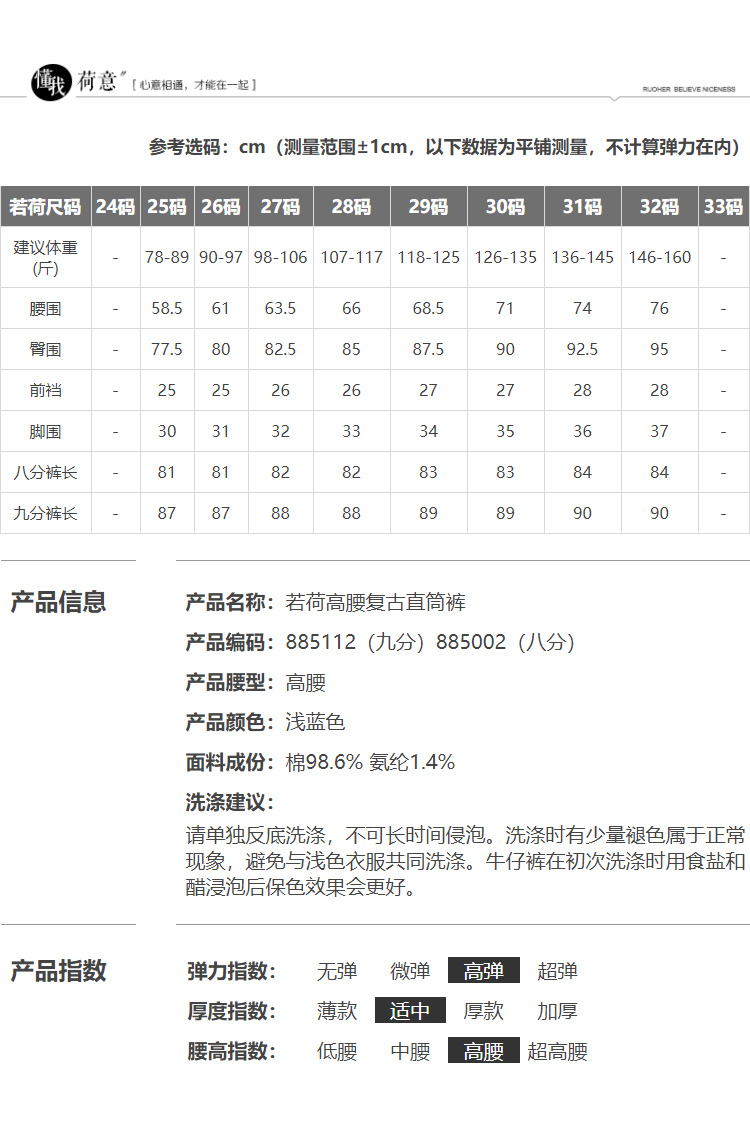 懂我 荷意" [ 心意相通，才能在一起 ]
RUOHER BELIEVE NICENESS
参考选码：cm（测量范围±1cm，以下数据为平铺测量，不计算弹力在内）
若荷尺码 24码 25码 26码 27码 28码 29码 30码 31码 32码 33码
建议体重(斤) - 78-89 90-97 98-106 107-117 118-125 126-135 136-145 146-160 -
腰围 - 58.5 61 63.5 66 68.5 71 74 76 -
臀围 - 77.5 80 82.5 85 87.5 90 92.5 95 -
前裆 - 25 25 26 26 27 27 28 28 -
脚围 - 30 31 32 33 34 35 36 37 -
八分裤长 - 81 81 82 82 83 83 84 84 -
九分裤长 - 87 87 88 88 89 89 90 90 -
产品信息
产品名称：若荷高腰复古直筒裤
产品编码：885112（九分）885002（八分）
产品腰型：高腰
产品颜色：浅蓝色
面料成份：棉98.6% 氨纶1.4%
洗涤建议：
请单独反底洗涤，不可长时间侵泡。洗涤时有少量褪色属于正常
现象，避免与浅色衣服共同洗涤。牛仔裤在初次洗涤时用食盐和
醋浸泡后保色效果会更好。
产品指数
弹力指数： 无弹 微弹 高弹 超弹
厚度指数： 薄款 适中 厚款 加厚
腰高指数： 低腰 中腰 高腰 超高腰